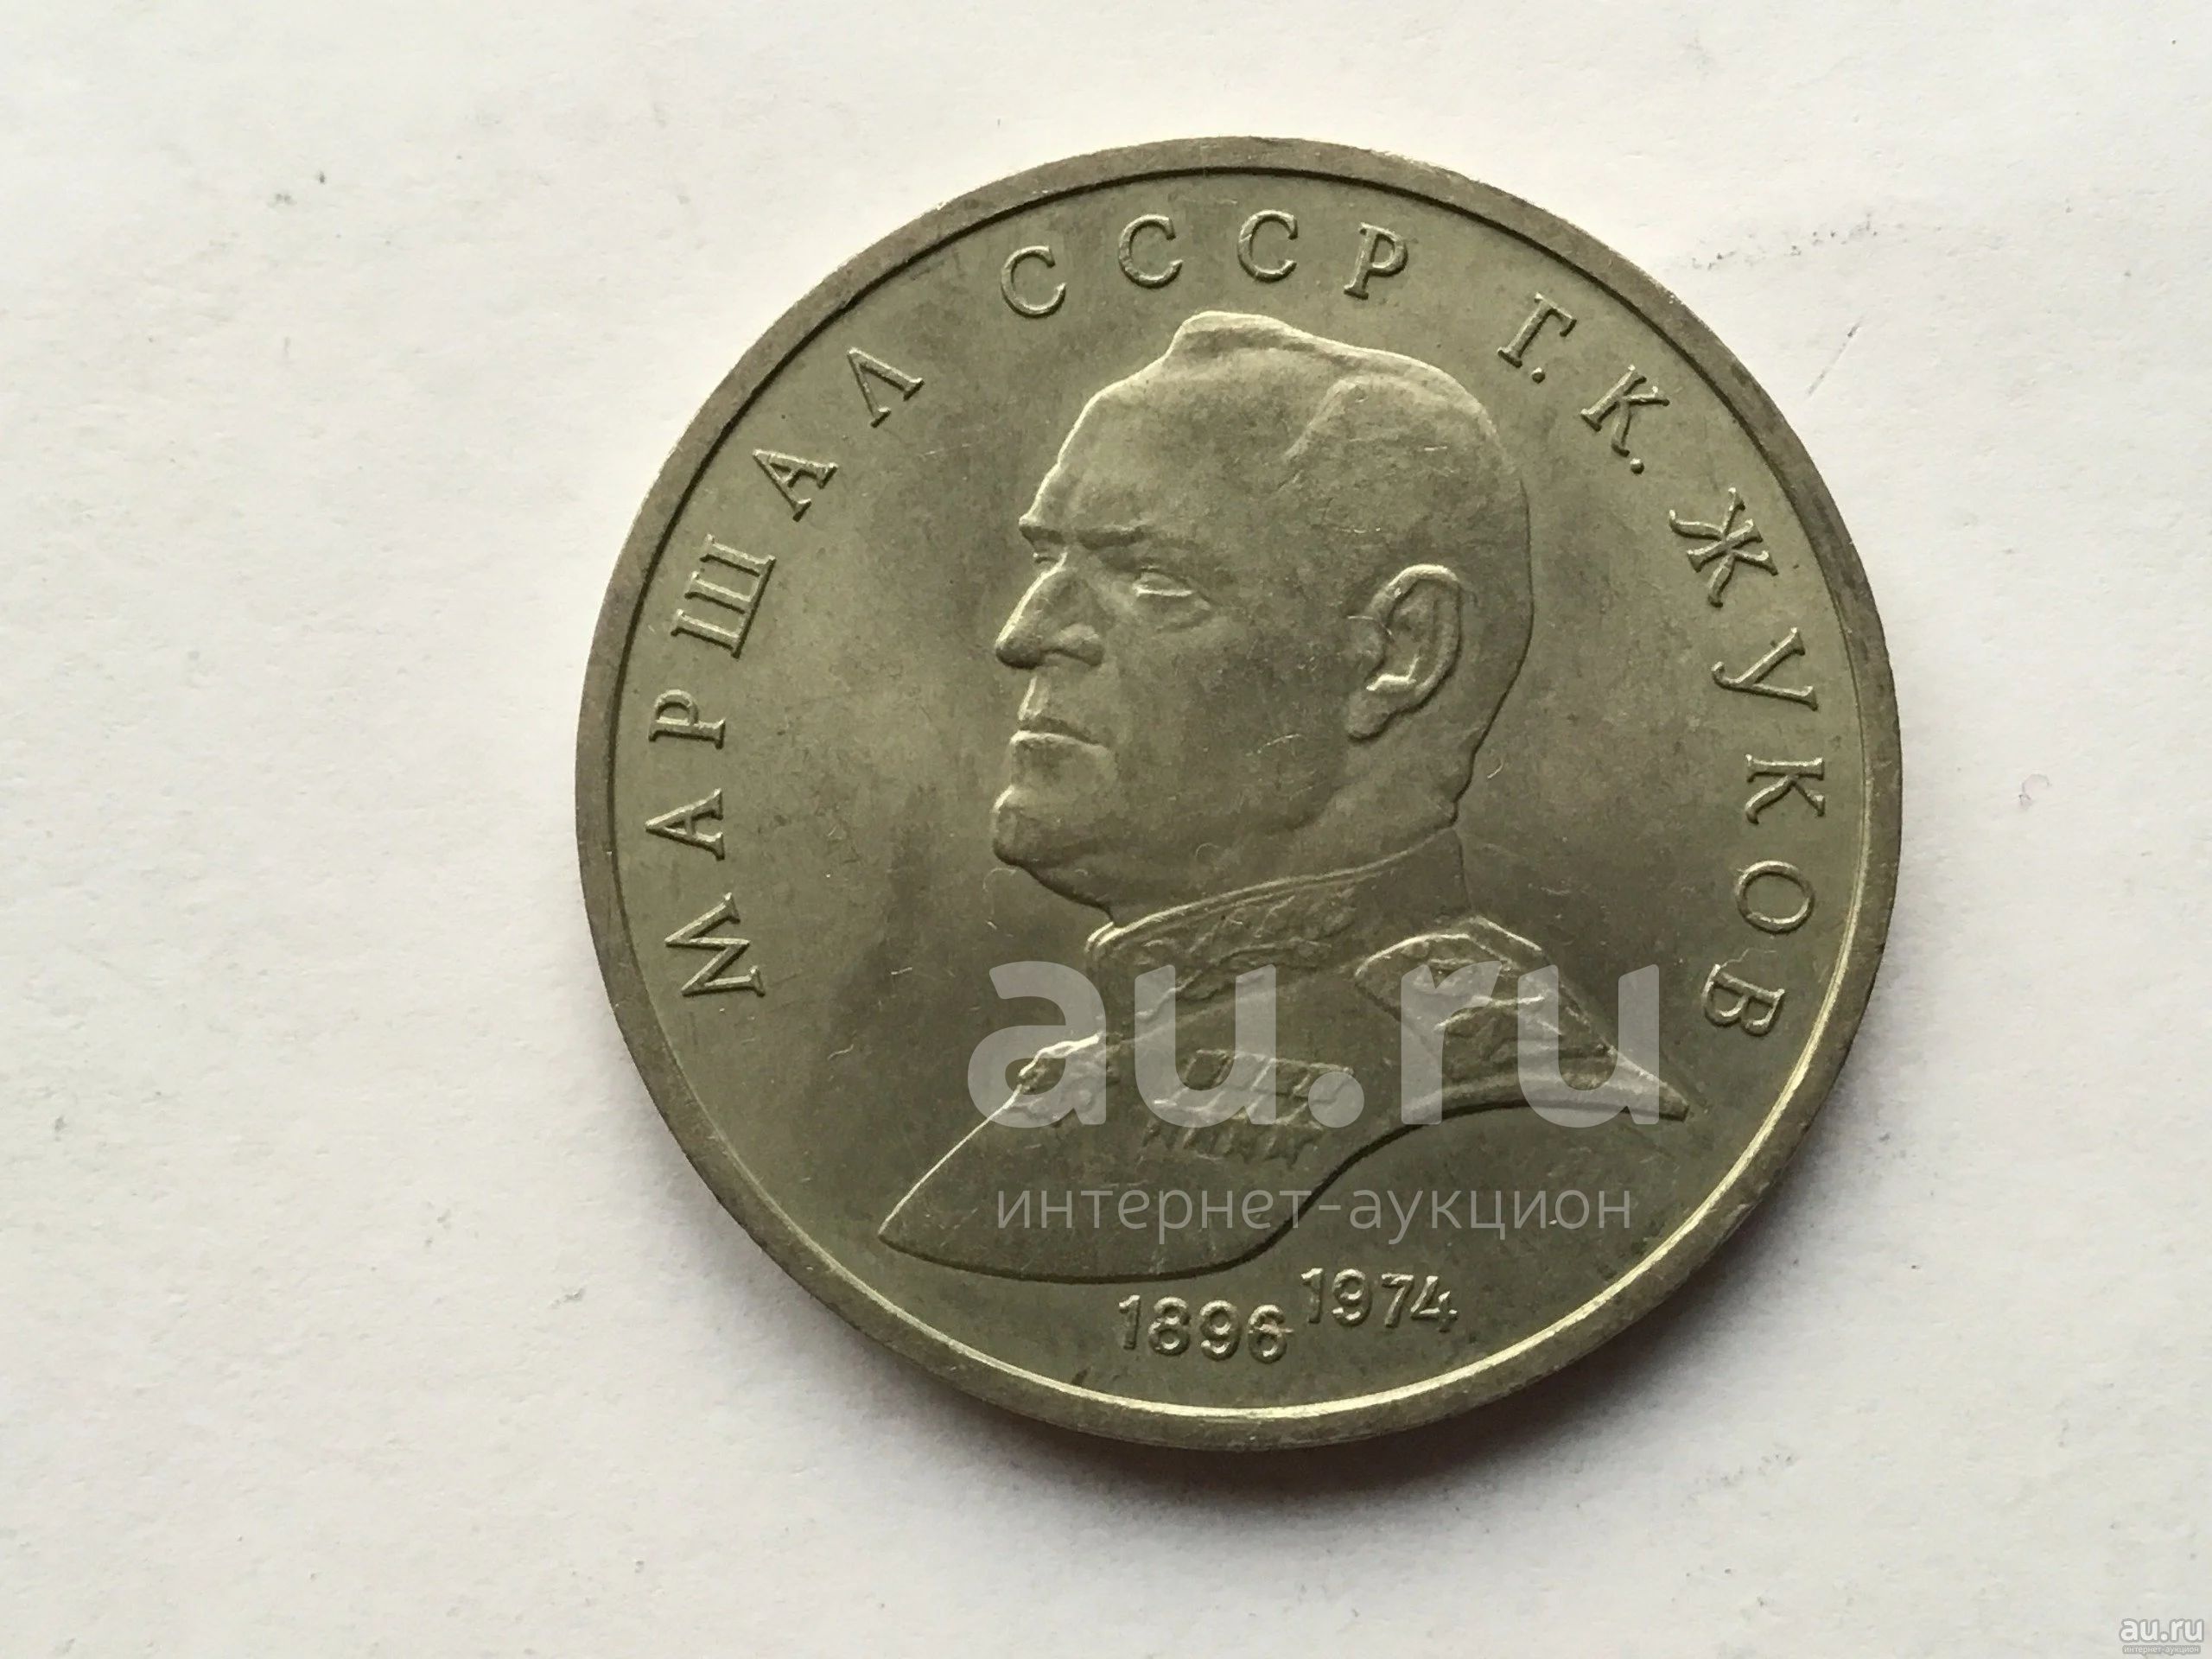 МАРШАЛ СССР Г.К.ЖУКОВ
au.ru
интернет-аукцион
1896 1974
au.ru
интернет-аукцион